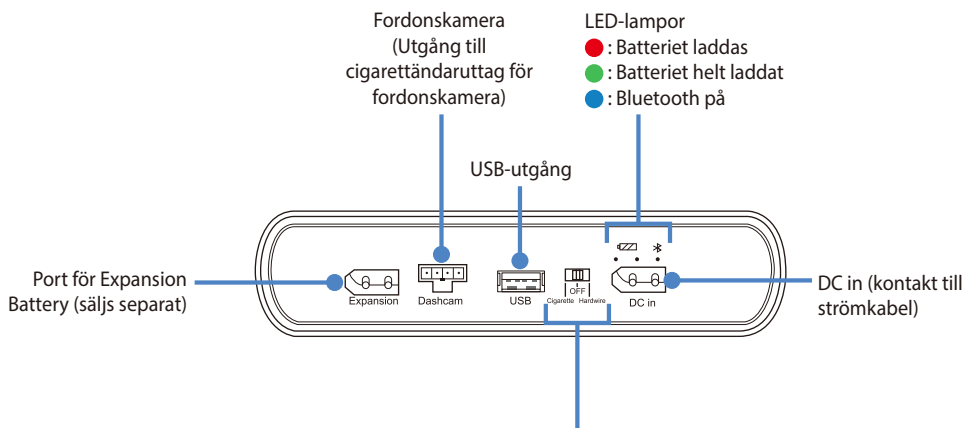 Fordonskamera
(Utgång till
cigarettändaruttag för
fordonskamera)
LED-lampor
: Batteriet laddas
: Batteriet helt laddat
: Bluetooth på
USB-utgång
Port för Expansion
Battery (säljs separat)
Expansion
Dashcam
USB
OFF
Cigarette Hardwire
DC in
DC in (kontakt till
strömkabel)